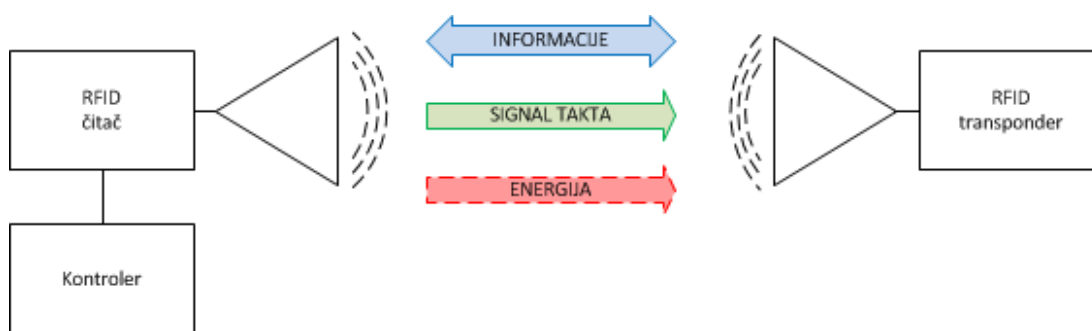 INFORMACIJE
RFID
čitač
SIGNAL TAKTA
RFID
transponder
ENERGIJA
Kontroler